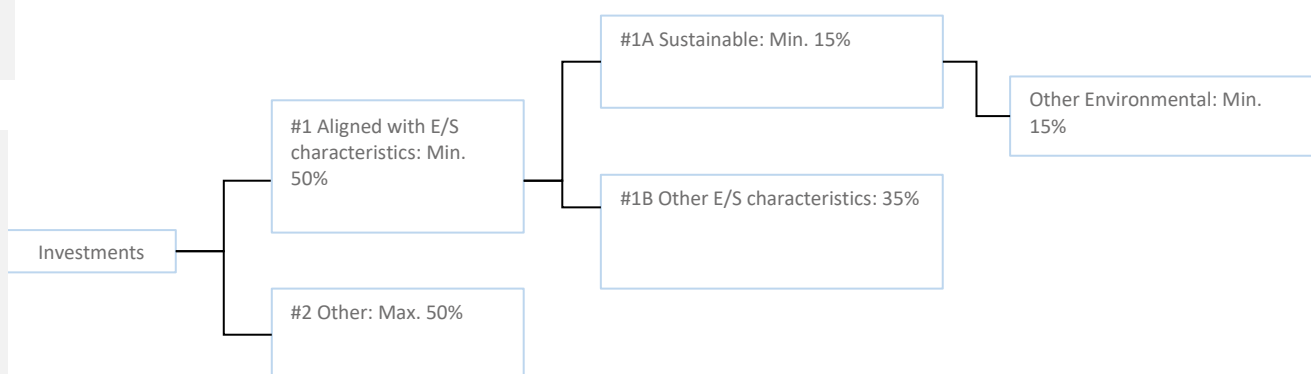 #1A Sustainable: Min. 15%
Other Environmental: Min.
15%
#1 Aligned with E/S
characteristics: Min.
50%
#1B Other E/S characteristics: 35%
Investments
#2 Other: Max. 50%